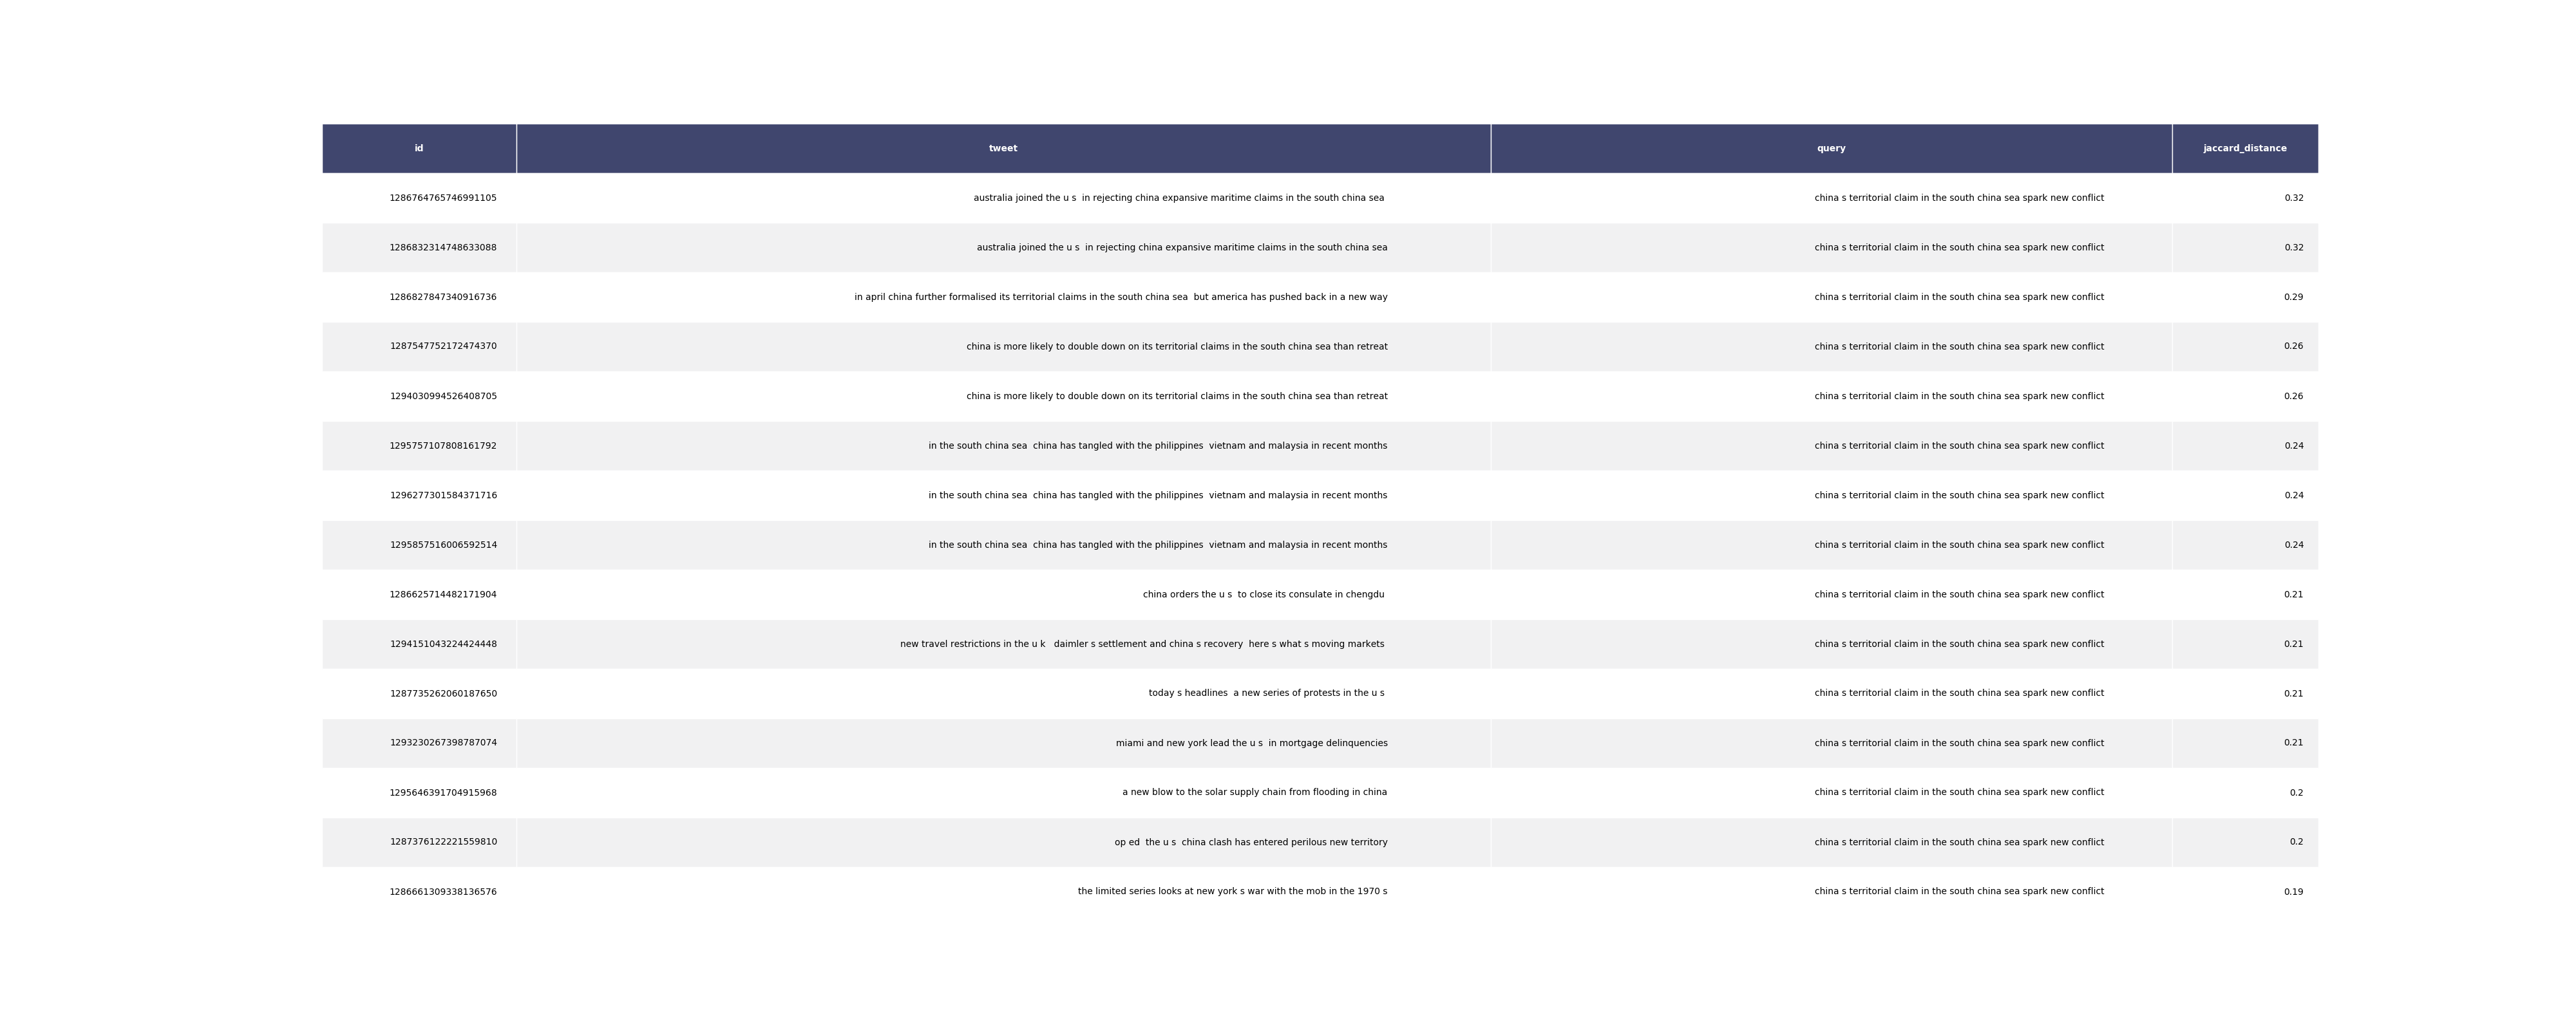 id tweet query jaccard_distance
1286764765746991105 australia joined the u s  in rejecting china expansive maritime claims in the south china sea china s territorial claim in the south china sea spark new conflict 0.32
1286832314748633088 australia joined the u s  in rejecting china expansive maritime claims in the south china sea china s territorial claim in the south china sea spark new conflict 0.32
1286827847340916736 in april china further formalised its territorial claims in the south china sea  but america has pushed back in a new way china s territorial claim in the south china sea spark new conflict 0.29
1287547752172474370 china is more likely to double down on its territorial claims in the south china sea than retreat china s territorial claim in the south china sea spark new conflict 0.26
1294030994526408705 china is more likely to double down on its territorial claims in the south china sea than retreat china s territorial claim in the south china sea spark new conflict 0.26
1295757107808161792 in the south china sea  china has tangled with the philippines  vietnam and malaysia in recent months china s territorial claim in the south china sea spark new conflict 0.24
1296277301584371716 in the south china sea  china has tangled with the philippines  vietnam and malaysia in recent months china s territorial claim in the south china sea spark new conflict 0.24
1295857516006592514 in the south china sea  china has tangled with the philippines  vietnam and malaysia in recent months china s territorial claim in the south china sea spark new conflict 0.24
1286625714482171904 china orders the u s  to close its consulate in chengdu china s territorial claim in the south china sea spark new conflict 0.21
1294151043224424448 new travel restrictions in the u k   daimler s settlement and china s recovery  here s what s moving markets china s territorial claim in the south china sea spark new conflict 0.21
1287735262060187650 today s headlines  a new series of protests in the u s china s territorial claim in the south china sea spark new conflict 0.21
1293230267398787074 miami and new york lead the u s  in mortgage delinquencies china s territorial claim in the south china sea spark new conflict 0.21
1295646391704915968 a new blow to the solar supply chain from flooding in china china s territorial claim in the south china sea spark new conflict 0.2
1287376122221559810 op ed  the u s  china clash has entered perilous new territory china s territorial claim in the south china sea spark new conflict 0.2
1286661309338136576 the limited series looks at new york s war with the mob in the 1970 s china s territorial claim in the south china sea spark new conflict 0.19